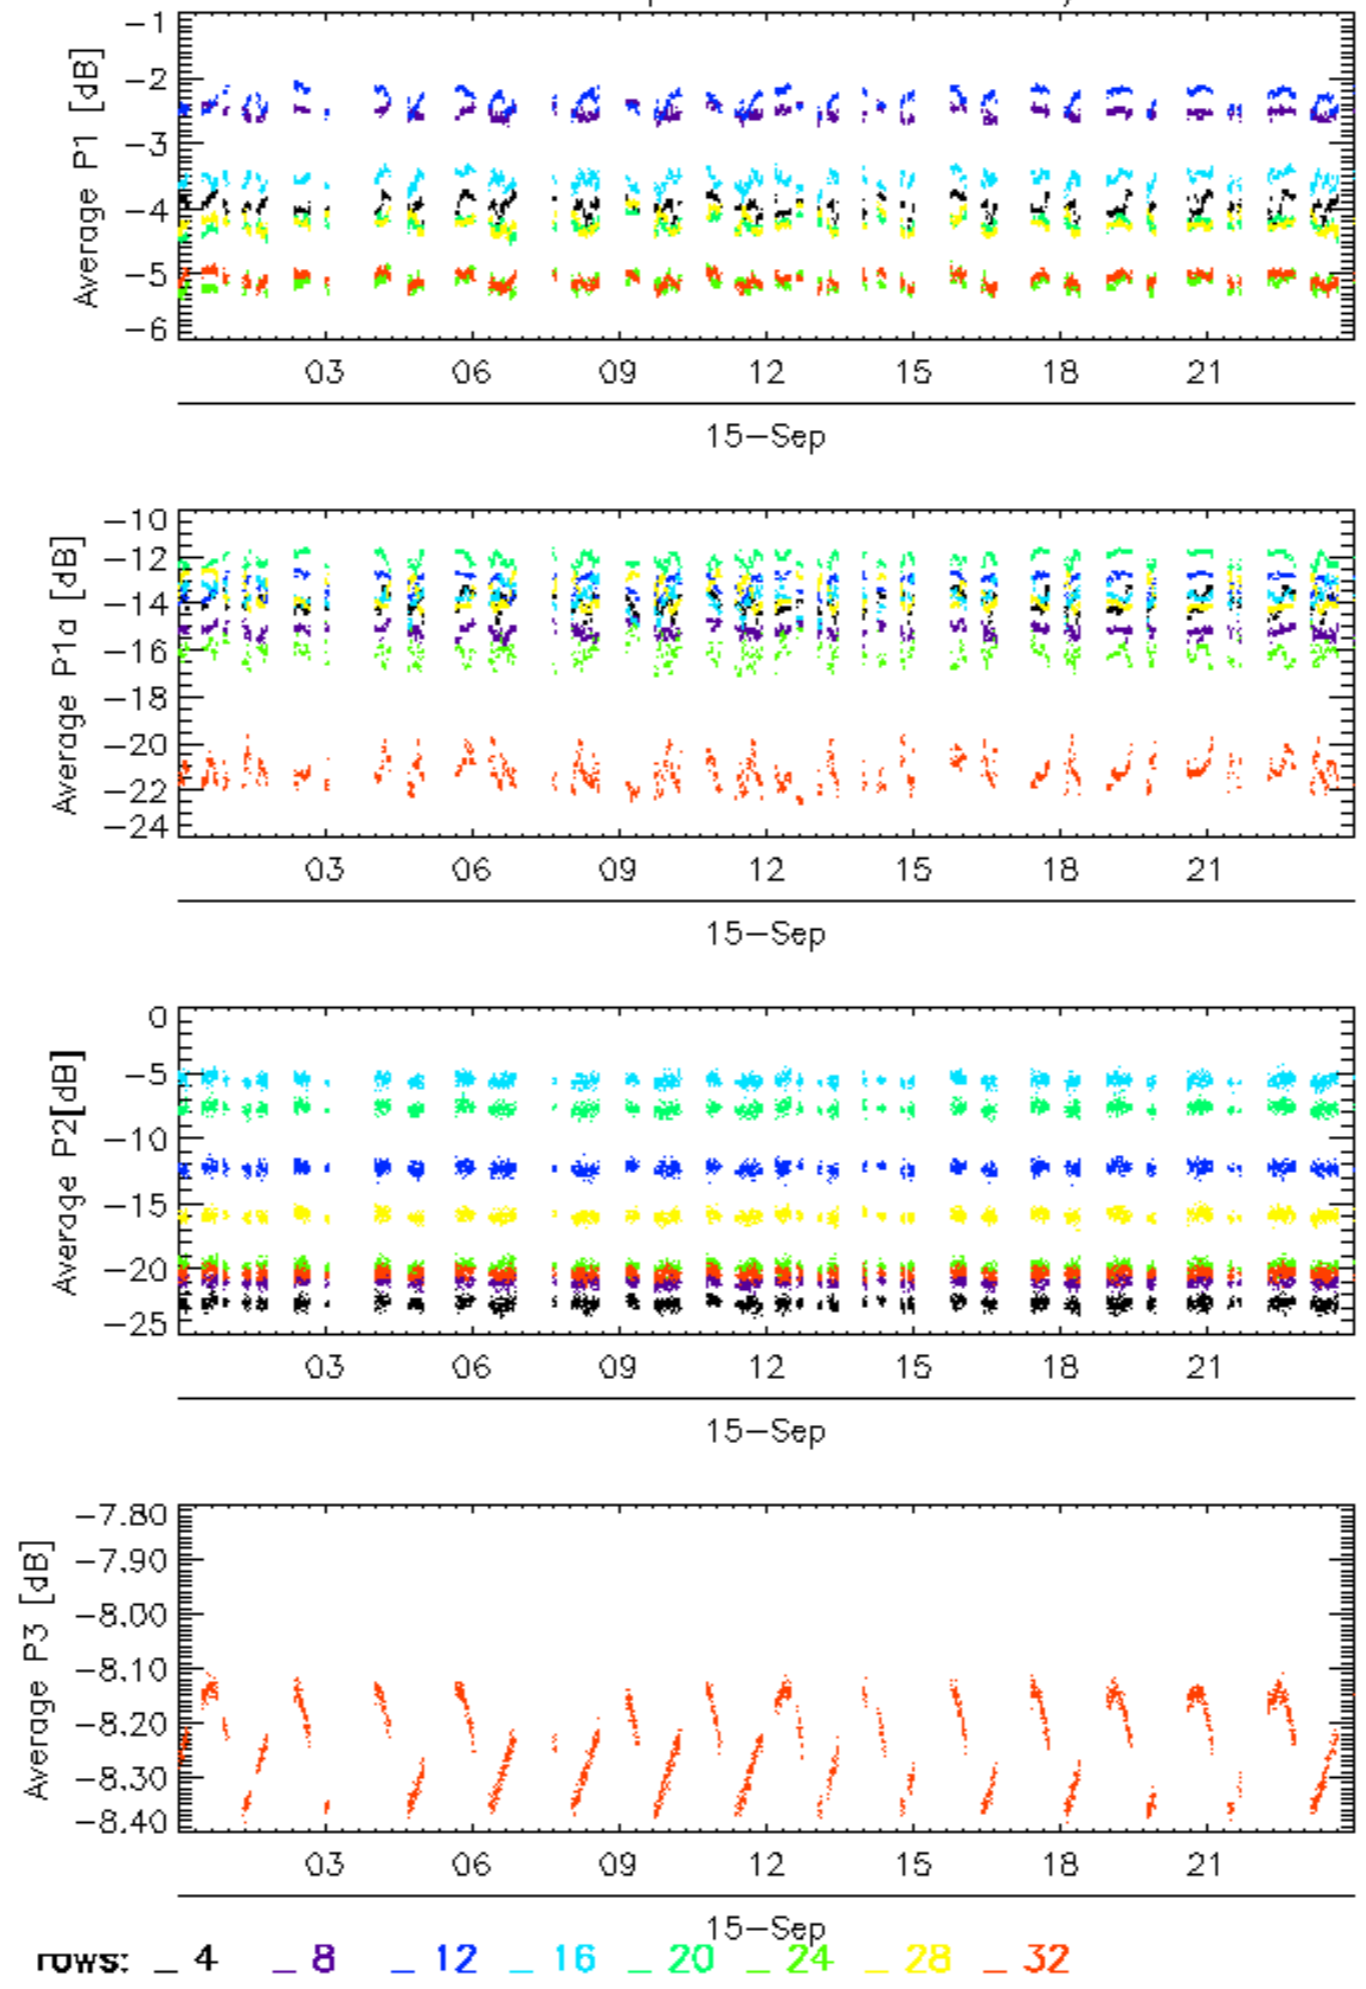 -1
-2
-3
-4
-5
-6
Average P1 [dB]
03 06 09 12 15 18 21
15-Sep
-10
-12
-14
-16
-18
-20
-22
-24
Average P1a [dB]
03 06 09 12 15 18 21
15-Sep
0
-5
-10
-15
-20
-25
Average P2[dB]
03 06 09 12 15 18 21
15-Sep
-7.80
-7.90
-8.00
-8.10
-8.20
-8.30
-8.40
Average P3 [dB]
03 06 09 12 15 18 21
15-Sep
rows: _ 4 _ 8 _ 12 _ 16 _ 20 _ 24 _ 28 _ 32